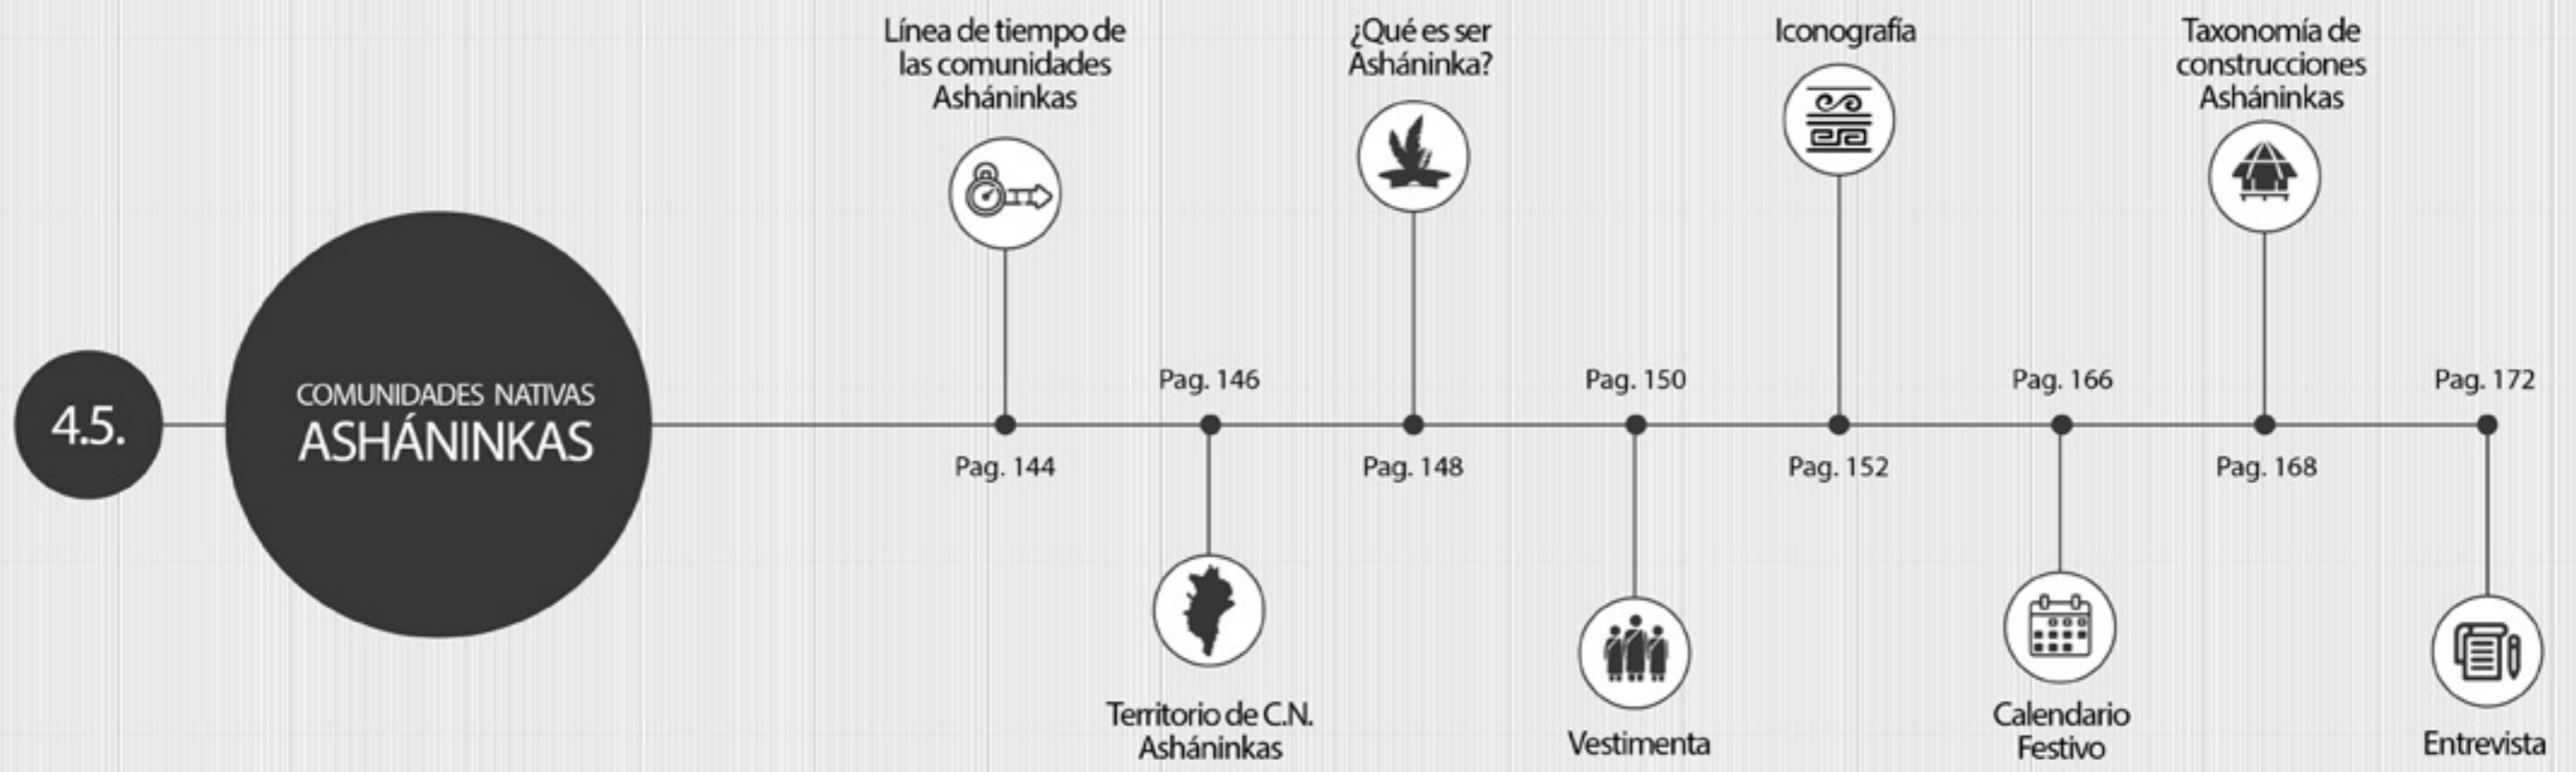 4.5.
COMUNIDADES NATIVAS
ASHÁNINKAS
Línea de tiempo de
las comunidades
Asháninkas
Pag. 144
Pag. 146
Territorio de C.N.
Asháninkas
¿Qué es ser
Asháninka?
Pag. 148
Pag. 150
Vestimenta
Iconografía
Pag. 152
Pag. 166
Calendario
Festivo
Taxonomía de
construcciones
Asháninkas
Pag. 168
Pag. 172
Entrevista